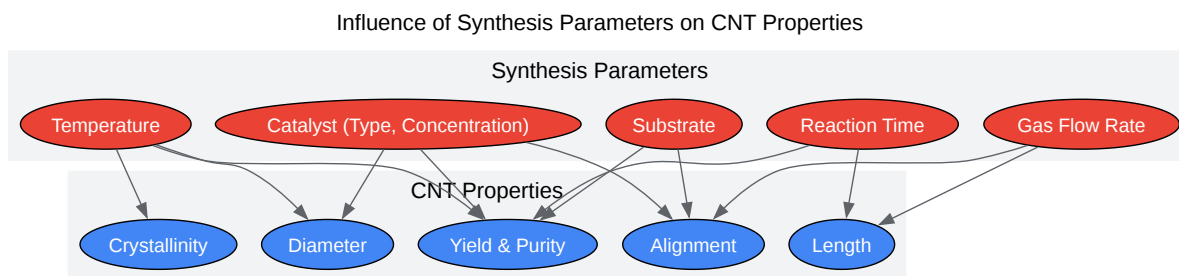 Influence of Synthesis Parameters on CNT Properties
Synthesis Parameters
Temperature
Catalyst (Type, Concentration)
Substrate
Reaction Time
Gas Flow Rate
CNT Properties
Crystallinity
Diameter
Yield & Purity
Alignment
Length